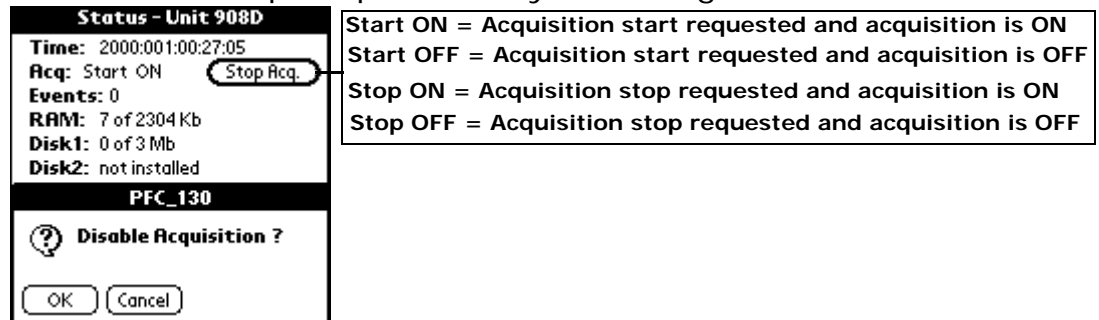 Status - Unit 908D
Time: 2000:001:00:27:05
Acq: Start ON Stop Acq.
Events: 0
RAM: 7 of 2304 Kb
Disk1: 0 of 3 Mb
Disk2: not installed
PFC_130
Disable Acquisition ?
OK Cancel
Start ON = Acquisition start requested and acquisition is ON
Start OFF = Acquisition start requested and acquisition is OFF
Stop ON = Acquisition stop requested and acquisition is ON
Stop OFF = Acquisition stop requested and acquisition is OFF